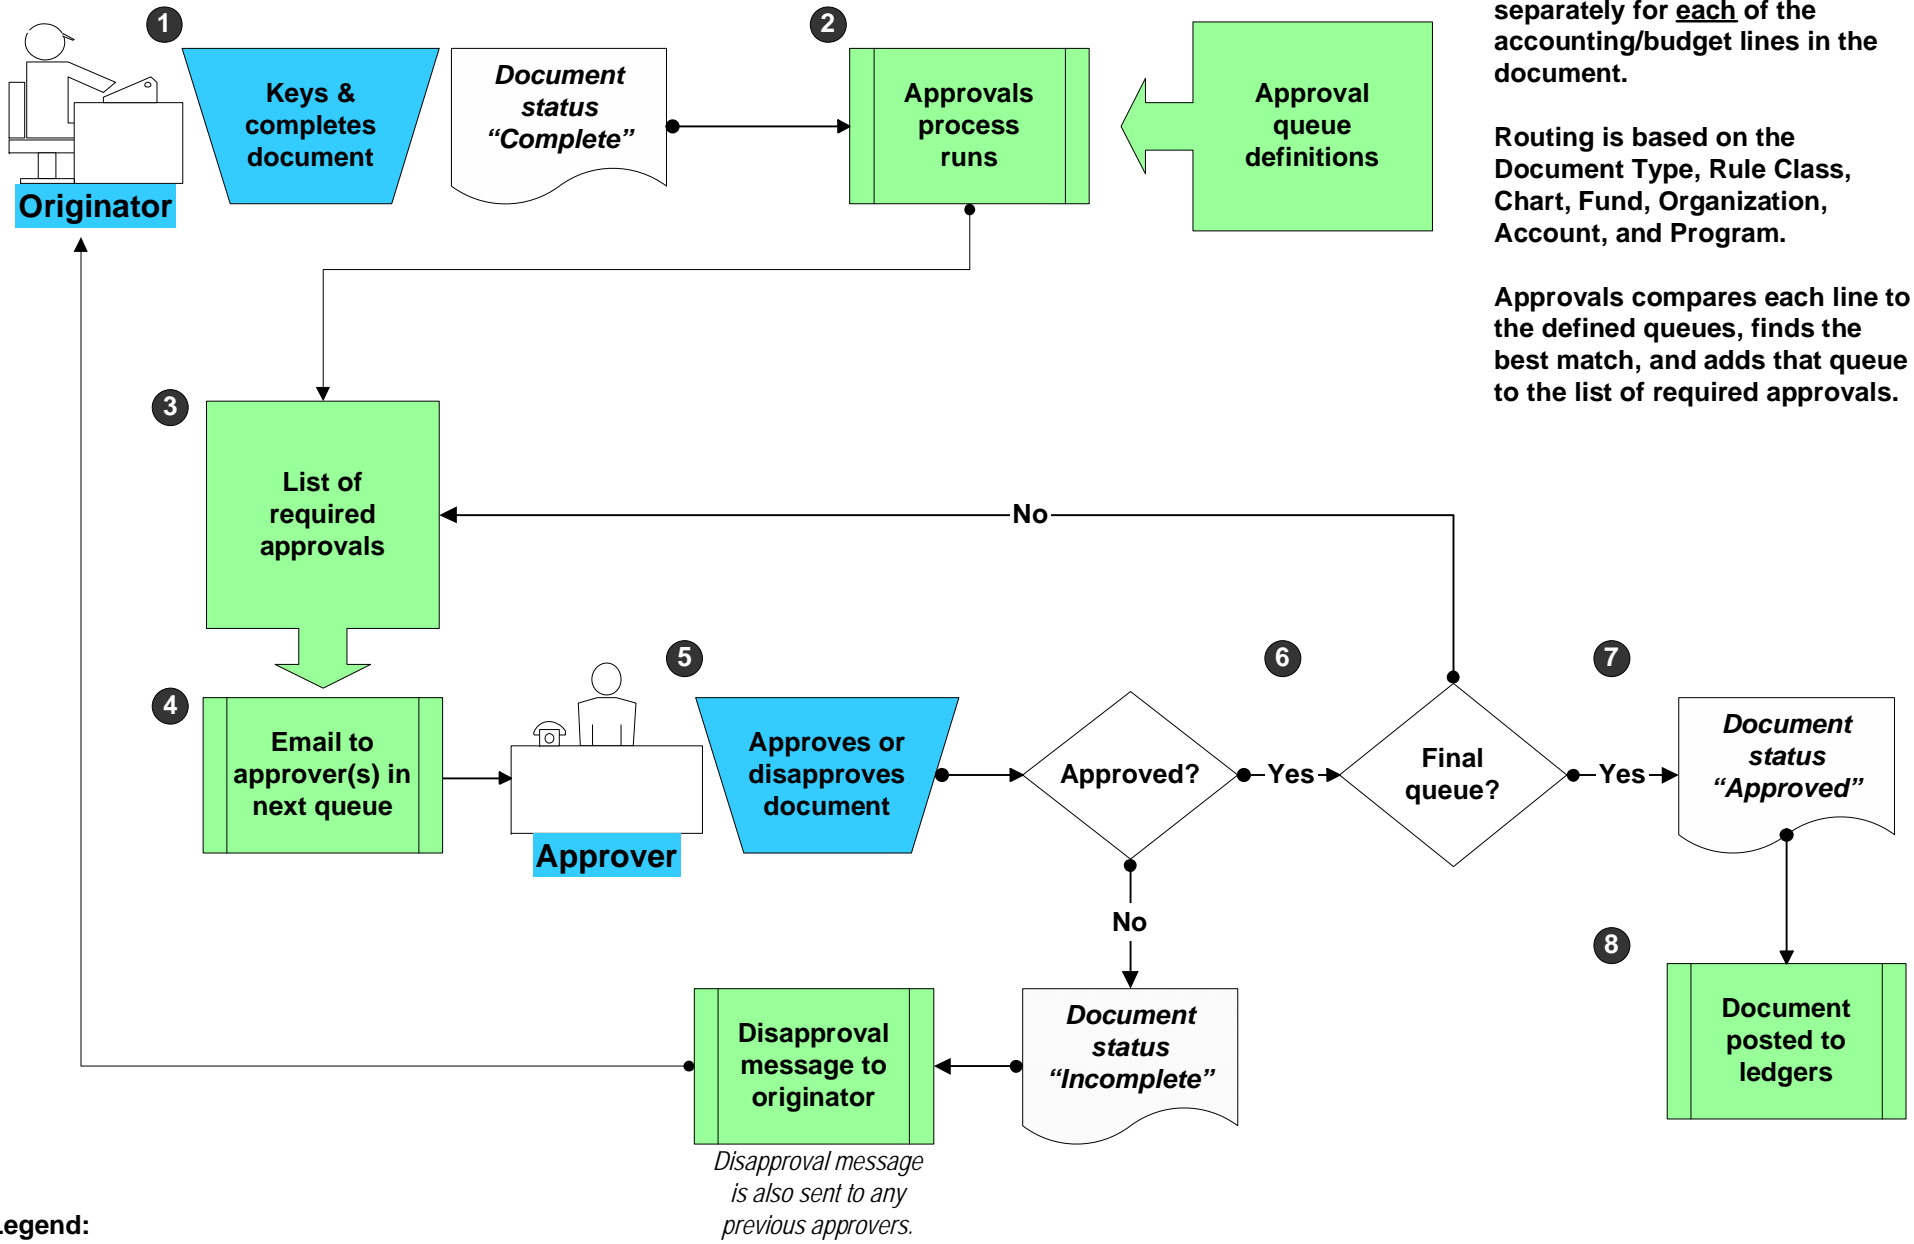 1
Keys &
completes
document
Originator
Document
status
“Complete”
2
Approvals
process
runs
Approval
queue
definitions
separately for each of the
accounting/budget lines in the
document.
Routing is based on the
Document Type, Rule Class,
Chart, Fund, Organization,
Account, and Program.
Approvals compares each line to
the defined queues, finds the
best match, and adds that queue
to the list of required approvals.
3
List of
required
approvals
No
4
Email to
approver(s) in
next queue
Approver
5
Approves or
disapproves
document
Approved?
Yes
6
Final
queue?
Yes
7
Document
status
“Approved”
No
8
Document
posted to
ledgers
Document
status
“Incomplete”
Disapproval
message to
originator
Disapproval message
is also sent to any
previous approvers.
Legend: